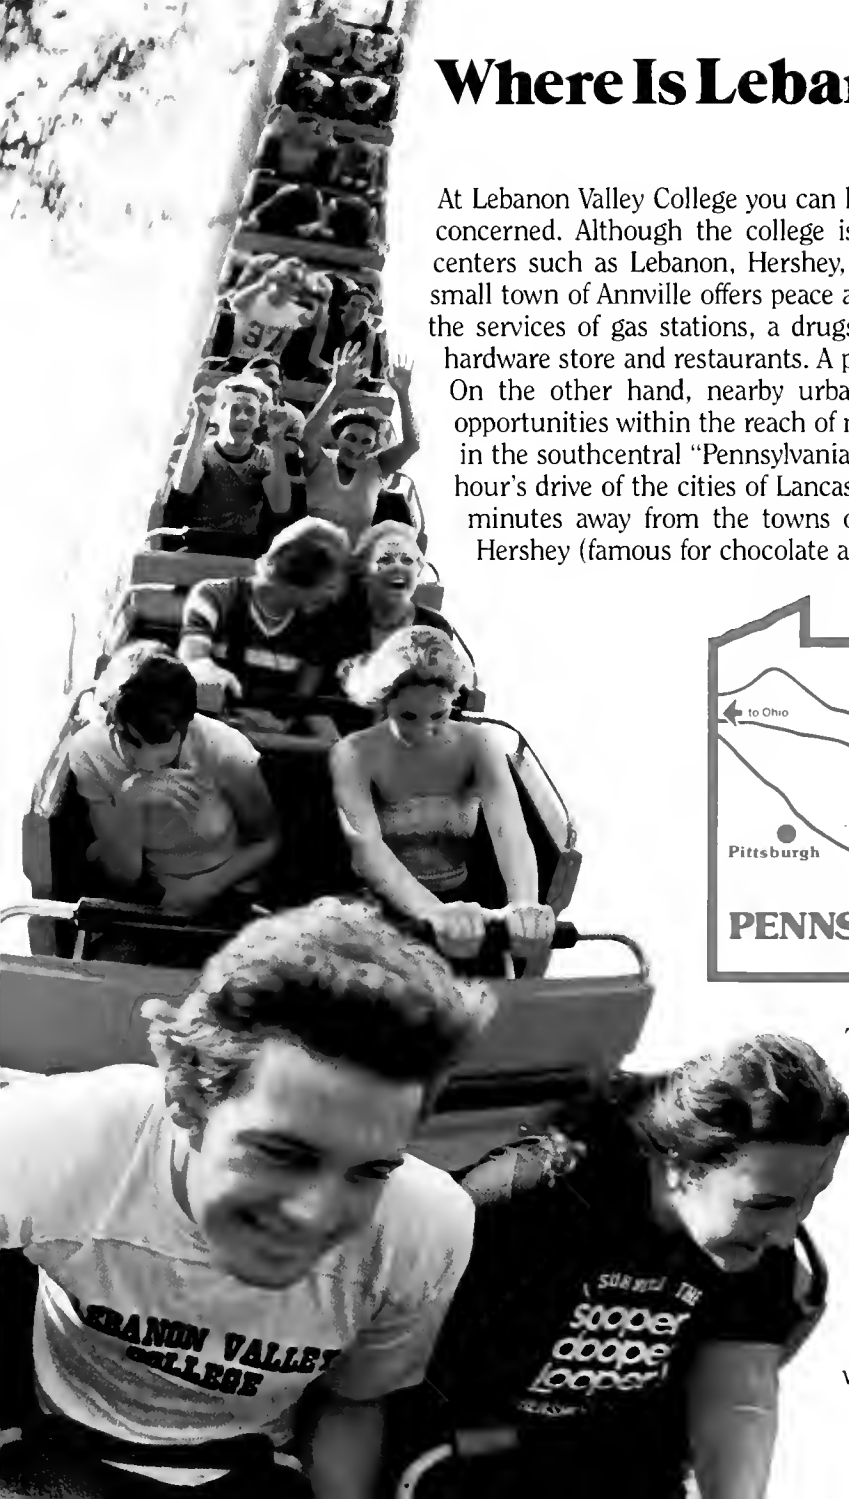 Where Is Leba
At Lebanon Valley College you can
concerned. Although the college is
centers such as Lebanon, Hershey,
small town of Annville offers peace a
the services of gas stations, a drugs
hardware store and restaurants. A p
On the other hand, nearby urba
opportunities within the reach of
in the southcentral “Pennsylvania
hour's drive of the cities of Lancas
minutes away from the towns
Hershey (famous for chocolate a
to Ohio
Pittsburgh
PENNS
37
LEBANON VALLEY
COLLEGE
I SURVIVED THE
sooper
dooper
looper!